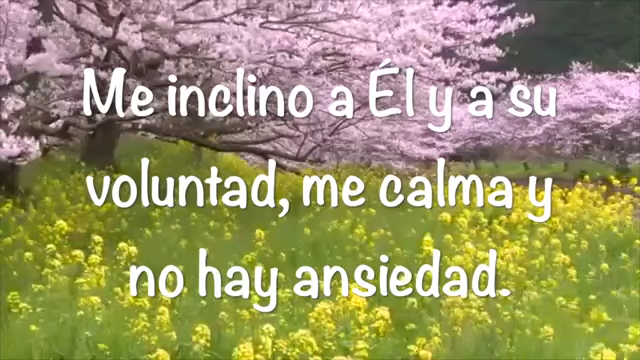 Me inclino a Él y a su
voluntad, me calma y
no hay ansiedad.